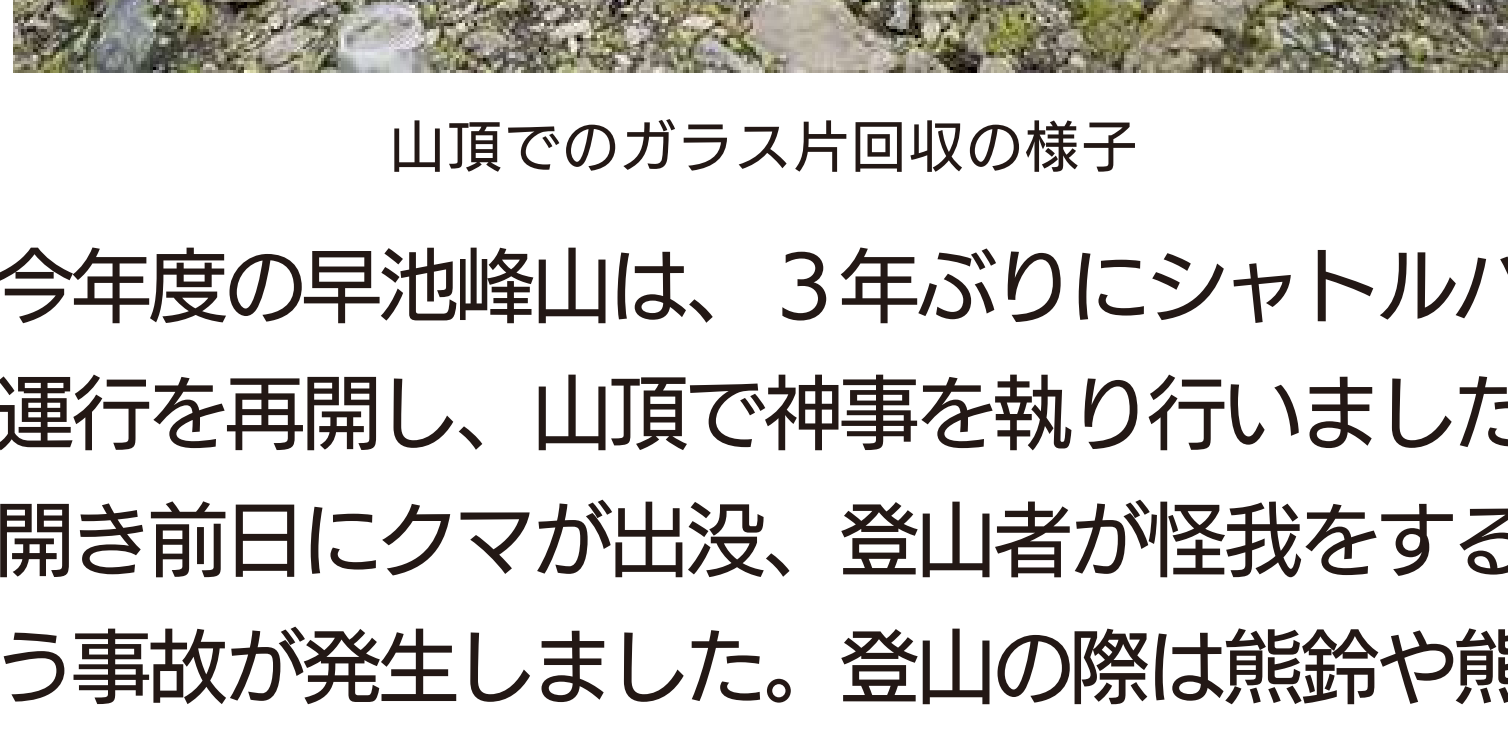 山頂でのガラス片回収の様子
今年度の早池峰山は、３年ぶりにシャトルバ
運行を再開し、山頂で神事を執り行いました
開き前日にクマが出没、登山者が怪我をする
う事故が発生しました。登山の際は熊鈴や熊